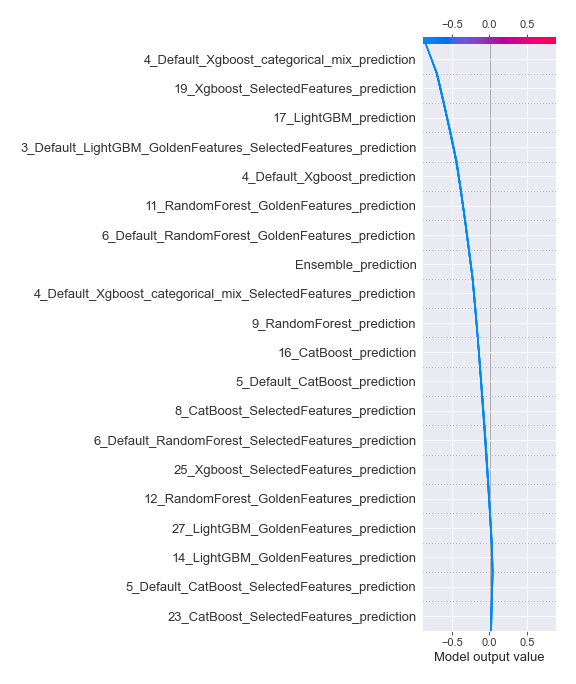 −0.5 0.0 0.5
4_Default_Xgboost_categorical_mix_prediction
19_Xgboost_SelectedFeatures_prediction
17_LightGBM_prediction
3_Default_LightGBM_GoldenFeatures_SelectedFeatures_prediction
4_Default_Xgboost_prediction
11_RandomForest_GoldenFeatures_prediction
6_Default_RandomForest_GoldenFeatures_prediction
Ensemble_prediction
4_Default_Xgboost_categorical_mix_SelectedFeatures_prediction
9_RandomForest_prediction
16_CatBoost_prediction
5_Default_CatBoost_prediction
8_CatBoost_SelectedFeatures_prediction
6_Default_RandomForest_SelectedFeatures_prediction
25_Xgboost_SelectedFeatures_prediction
12_RandomForest_GoldenFeatures_prediction
27_LightGBM_GoldenFeatures_prediction
14_LightGBM_GoldenFeatures_prediction
5_Default_CatBoost_SelectedFeatures_prediction
23_CatBoost_SelectedFeatures_prediction
−0.5 0.0 0.5
Model output value